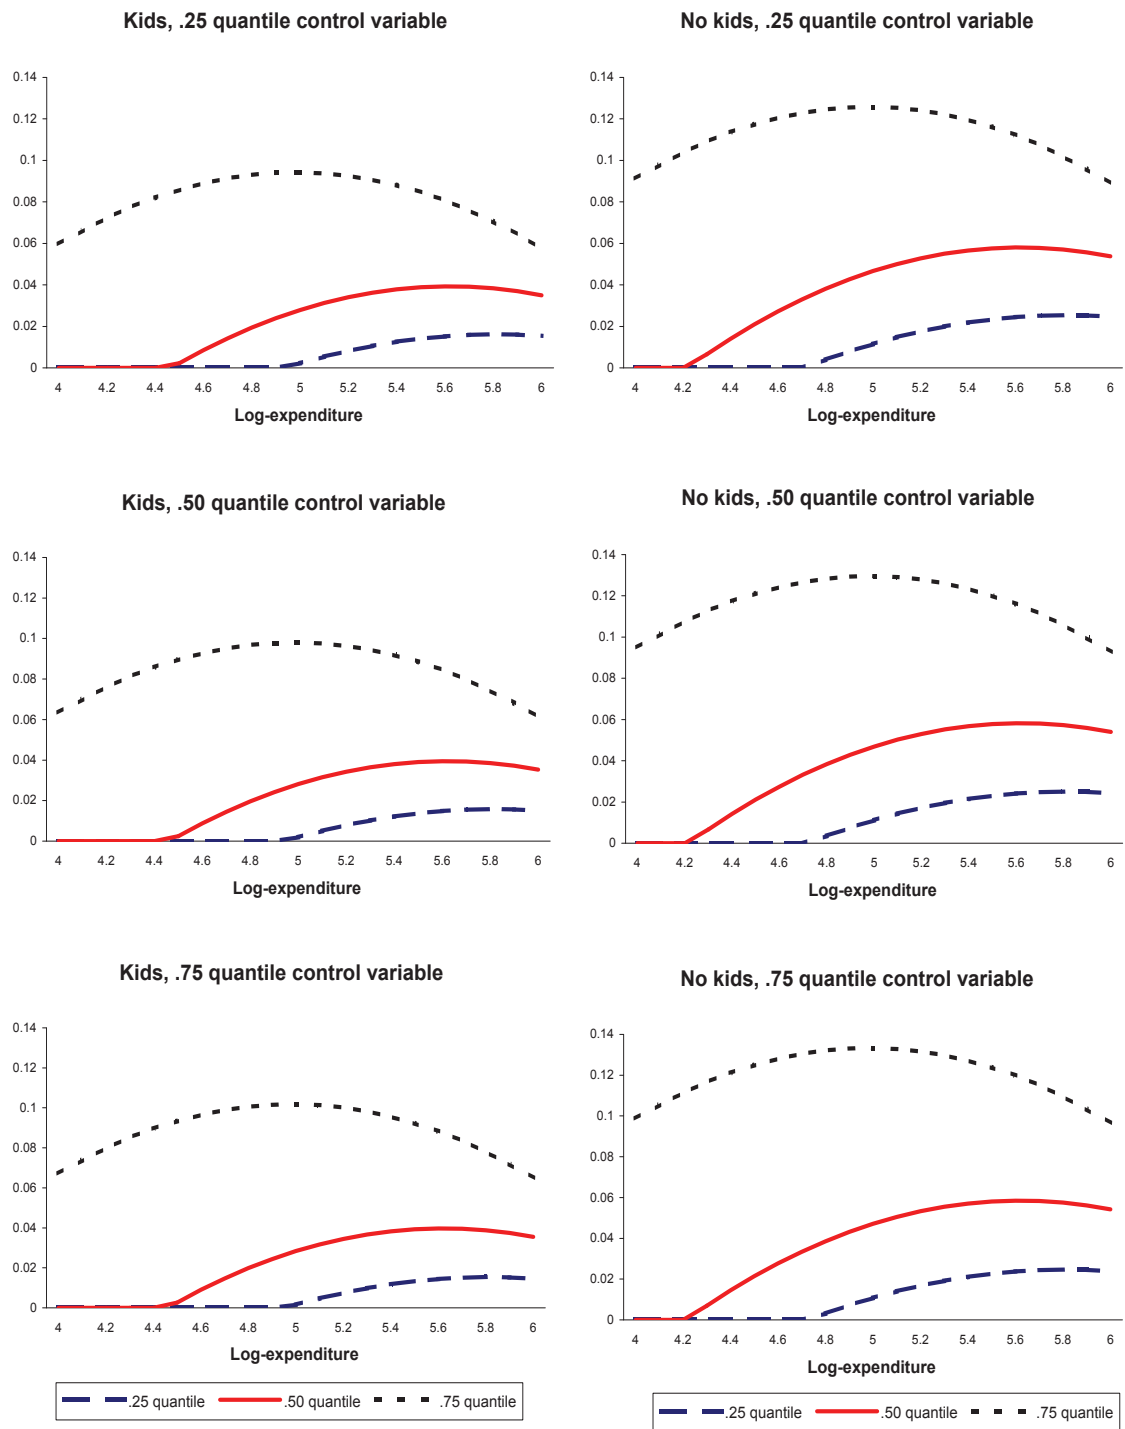 Kids, .25 quantile control variable
0.14
0.12
0.1
0.08
0.06
0.04
0.02
0
4 4.2 4.4 4.6 4.8 5 5.2 5.4 5.6 5.8 6
Log-expenditure
No kids, .25 quantile control variable
0.14
0.12
0.1
0.08
0.06
0.04
0.02
0
4 4.2 4.4 4.6 4.8 5 5.2 5.4 5.6 5.8 6
Log-expenditure
Kids, .50 quantile control variable
0.14
0.12
0.1
0.08
0.06
0.04
0.02
0
4 4.2 4.4 4.6 4.8 5 5.2 5.4 5.6 5.8 6
Log-expenditure
No kids, .50 quantile control variable
0.14
0.12
0.1
0.08
0.06
0.04
0.02
0
4 4.2 4.4 4.6 4.8 5 5.2 5.4 5.6 5.8 6
Log-expenditure
Kids, .75 quantile control variable
0.14
0.12
0.1
0.08
0.06
0.04
0.02
0
4 4.2 4.4 4.6 4.8 5 5.2 5.4 5.6 5.8 6
Log-expenditure
.25 quantile .50 quantile .75 quantile
No kids, .75 quantile control variable
0.14
0.12
0.1
0.08
0.06
0.04
0.02
0
4 4.2 4.4 4.6 4.8 5 5.2 5.4 5.6 5.8 6
Log-expenditure
.25 quantile .50 quantile .75 quantile